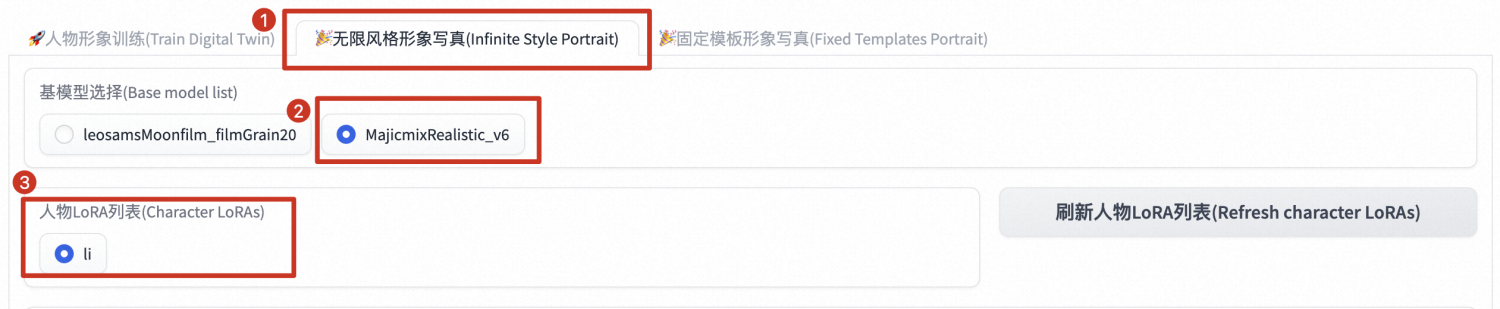 1
🚀人物形象训练(Train Digital Twin)
🎉无限风格形象写真(Infinite Style Portrait)
🎉固定模板形象写真(Fixed Templates Portrait)
基模型选择(Base model list)
2
leosamsMoonfilm_filmGrain20
MajicmixRealistic_v6
3
人物LoRA列表(Character LoRAs)
刷新人物LoRA列表(Refresh character LoRAs)
li